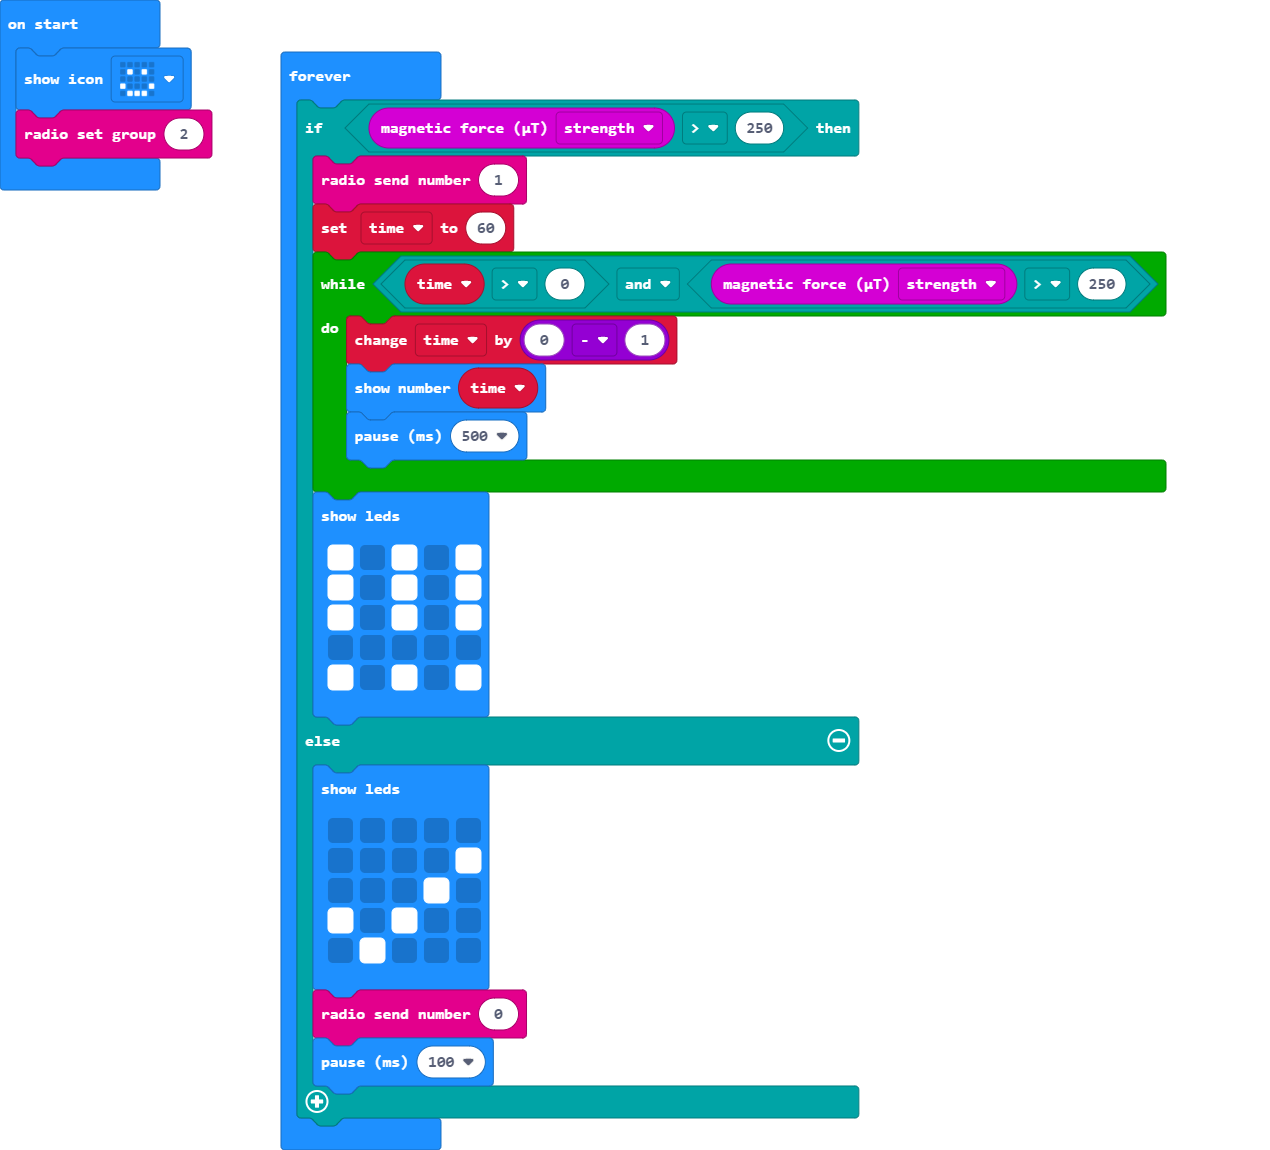 on start
show icon
radio set group 2
forever
if magnetic force (µT) strength > 250 then
radio send number 1
set time to 60
while time > 0 and magnetic force (µT) strength > 250
do
change time by 0 - 1
show number time
pause (ms) 500
show leds
else
show leds
radio send number 0
pause (ms) 100